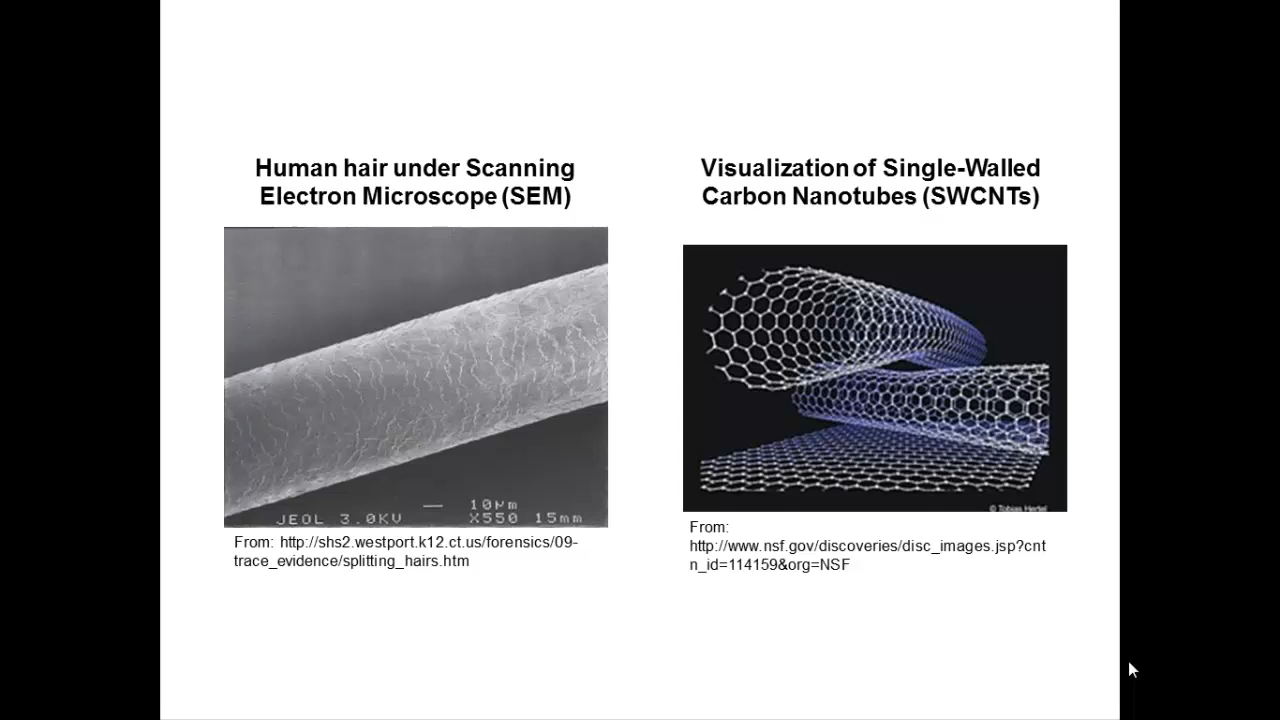 Human hair under Scanning
Electron Microscope (SEM)
Visualization of Single-Walled
Carbon Nanotubes (SWCNTs)
10µm
JEOL 3.0KV X550 15mm
From: http://shs2.westport.k12.ct.us/forensics/09-
trace_evidence/splitting_hairs.htm
© Tobias Hertel
From:
http://www.nsf.gov/discoveries/disc_images.jsp?cnt
n_id=114159&org=NSF